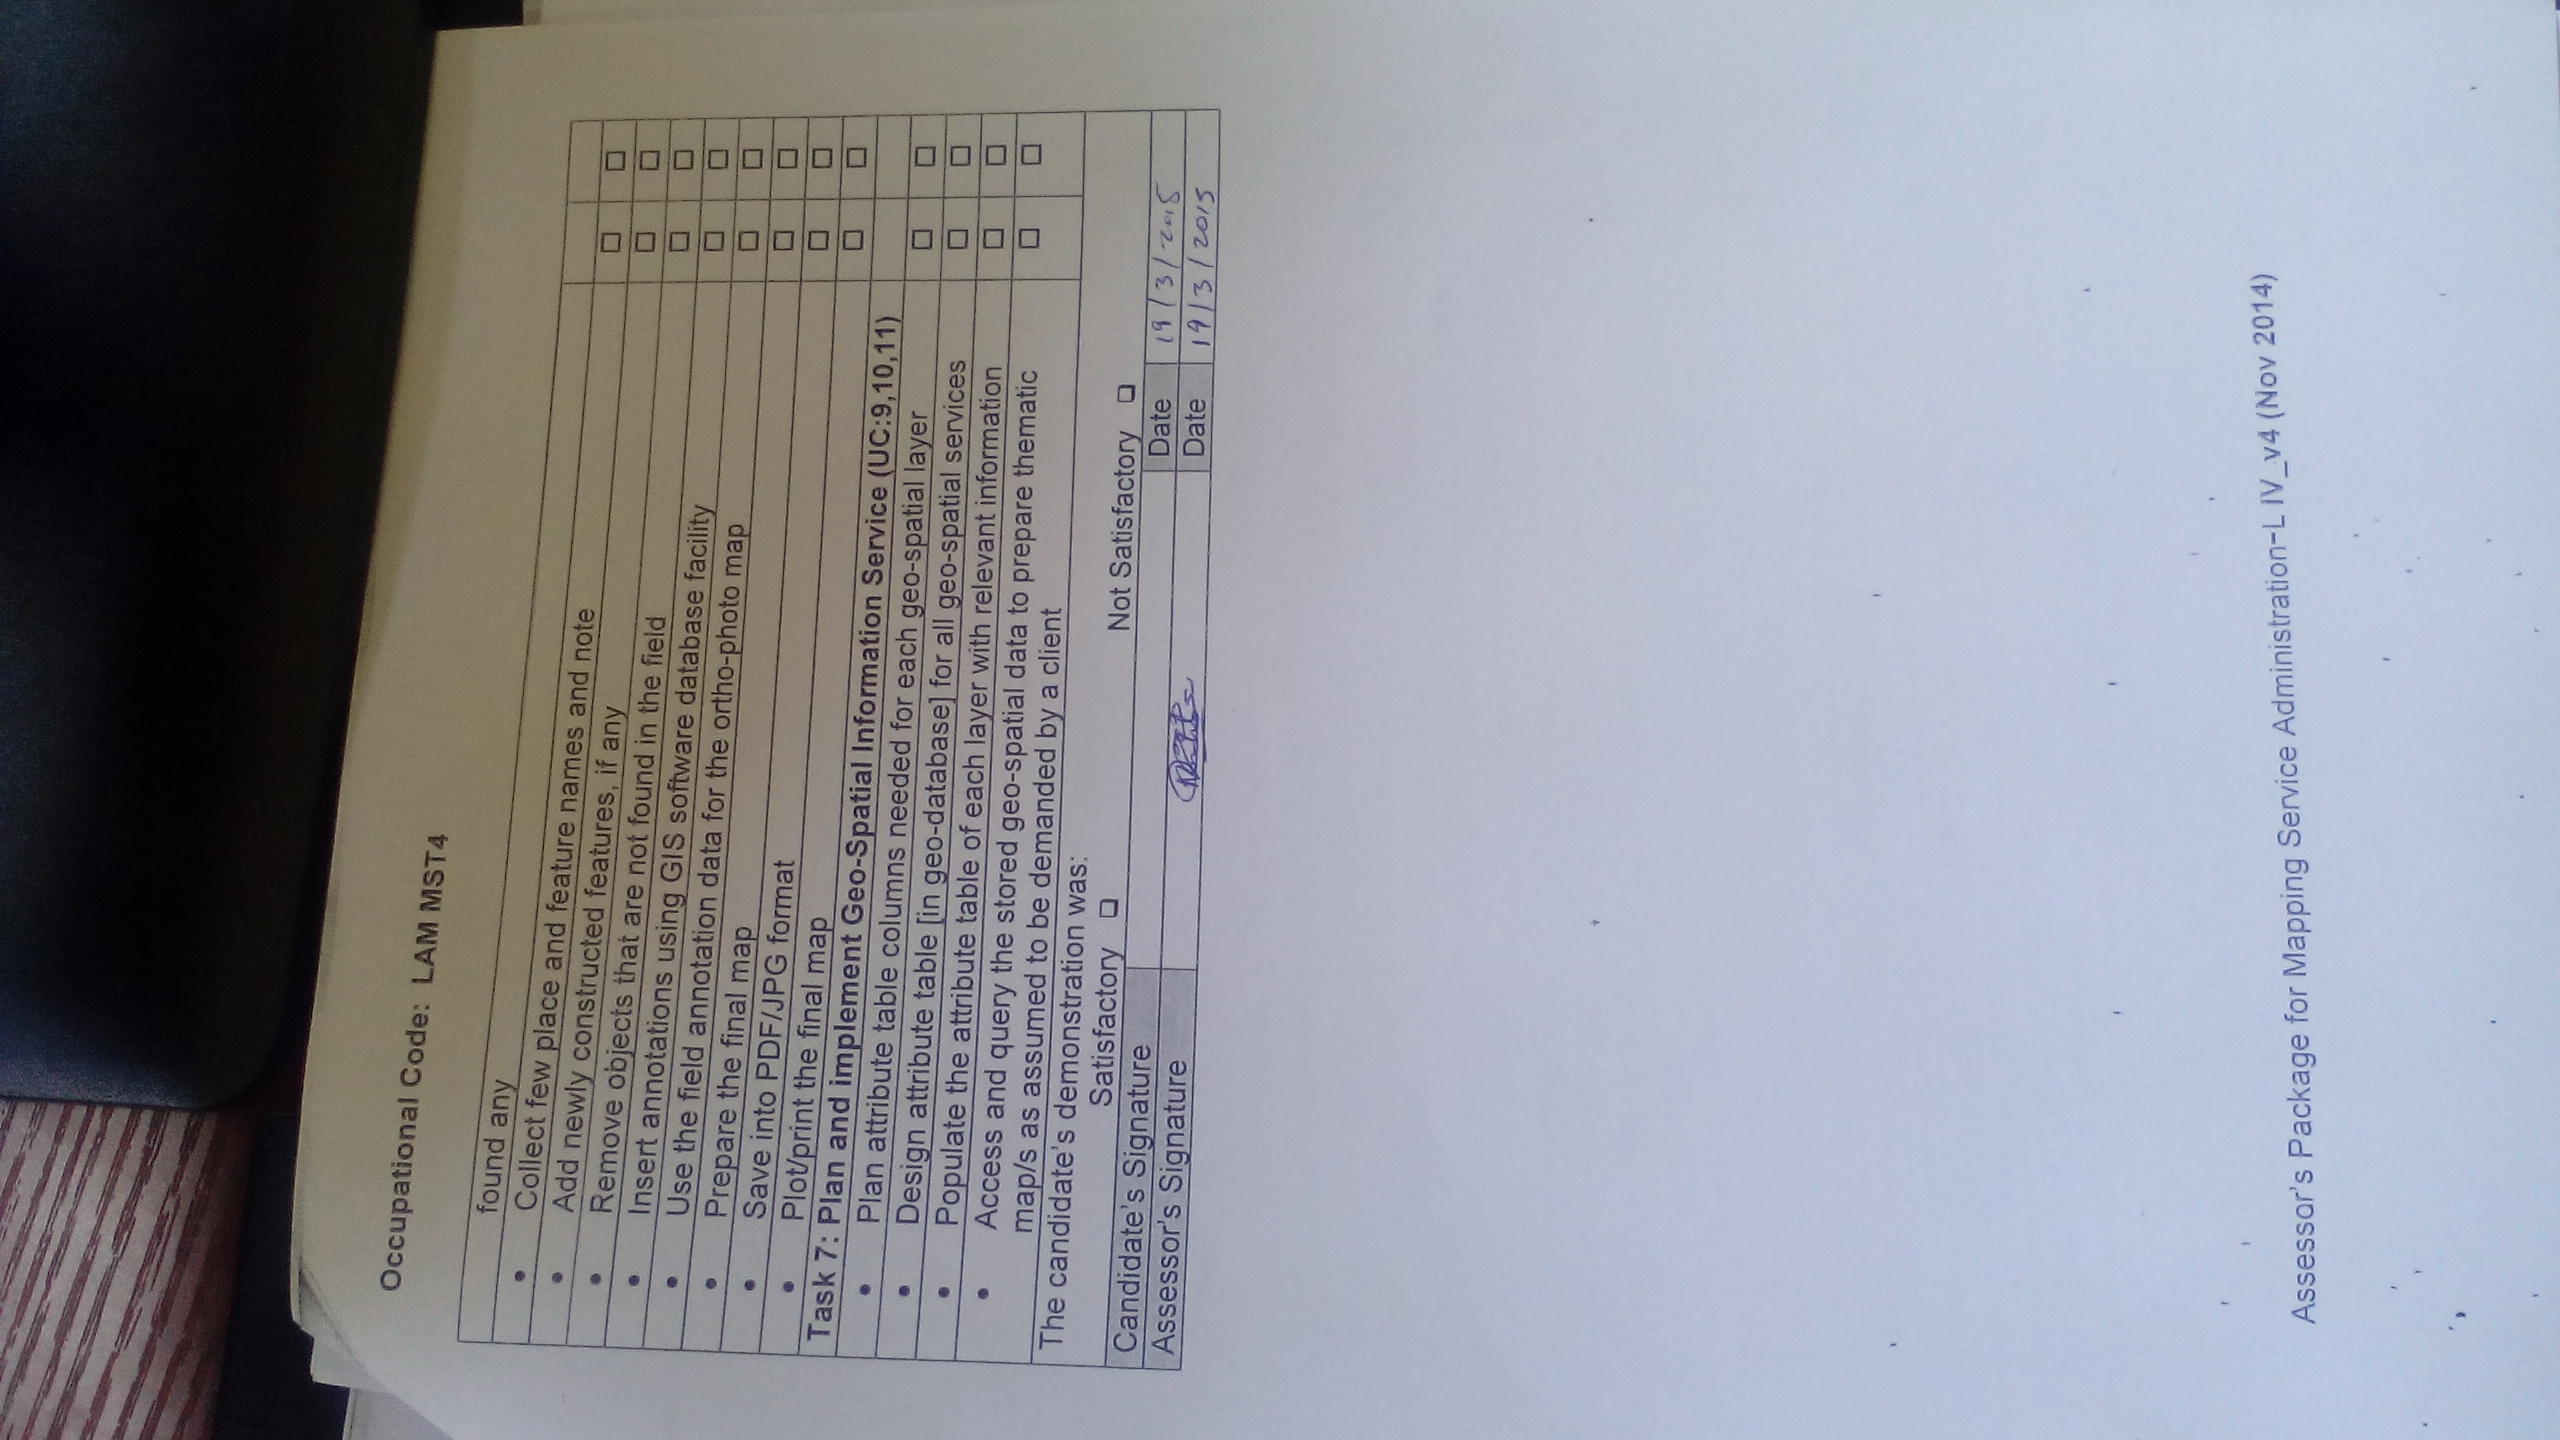 Occupational Code: LAM MST4
found any
• Collect few place and feature names and note
• Add newly constructed features, if any
• Remove objects that are not found in the field
• Insert annotations using GIS software database facility
• Use the field annotation data for the ortho-photo map
• Prepare the final map
• Save into PDF/JPG format
• Plot/print the final map
Task 7: Plan and implement Geo-Spatial Information Service (UC:9,10,11)
• Plan attribute table columns needed for each geo-spatial layer
• Design attribute table [in geo-database] for all geo-spatial services
• Populate the attribute table of each layer with relevant information
• Access and query the stored geo-spatial data to prepare thematic
map/s as assumed to be demanded by a client
The candidate's demonstration was:
Satisfactory ❑ Not Satisfactory ❑
Candidate's Signature Date 19/3/2015
Assessor's Signature Date 19/3/2015
Assessor's Package for Mapping Service Administration-L IV_v4 (Nov 2014)